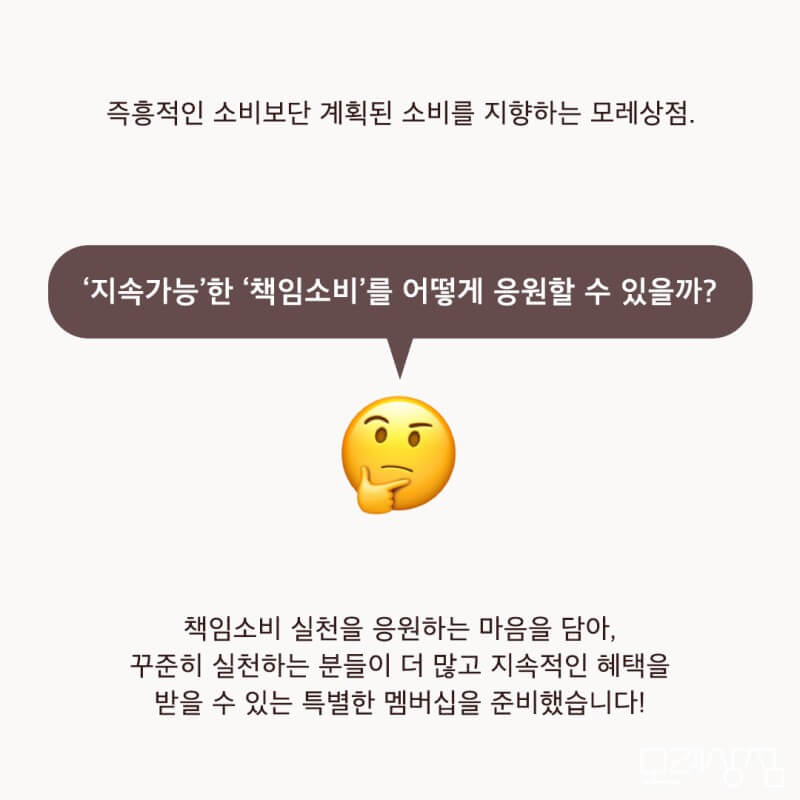 즉흥적인 소비보단 계획된 소비를 지향하는 모레상점.
‘지속가능’한 ‘책임소비’를 어떻게 응원할 수 있을까?
책임소비 실천을 응원하는 마음을 담아,
꾸준히 실천하는 분들이 더 많고 지속적인 혜택을
받을 수 있는 특별한 멤버십을 준비했습니다!
모레상점